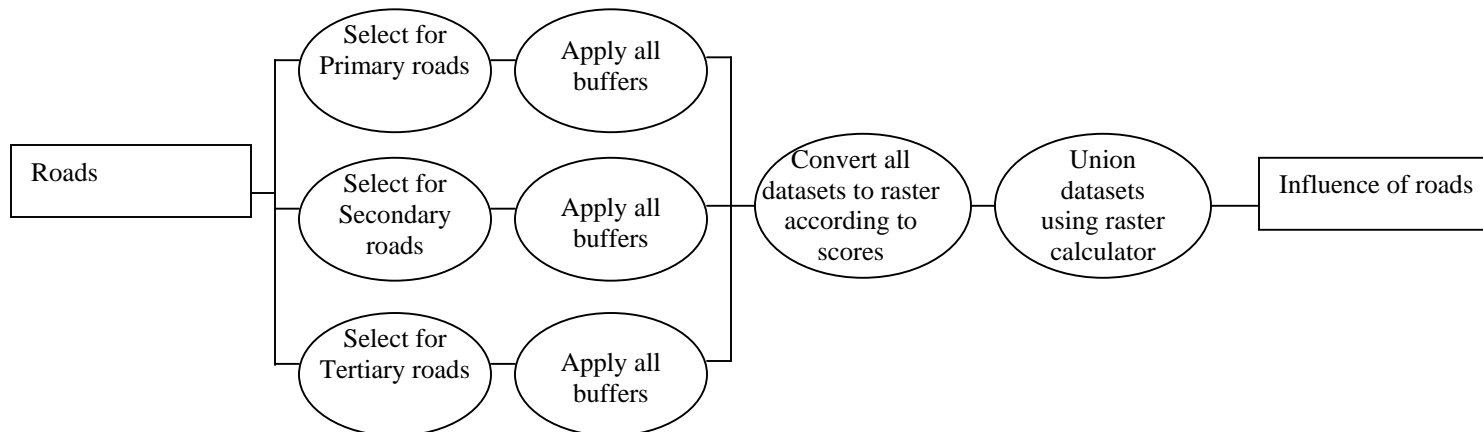 Roads
Select for
Primary roads
Apply all
buffers
Select for
Secondary
roads
Apply all
buffers
Select for
Tertiary roads
Apply all
buffers
Convert all
datasets to raster
according to
scores
Union
datasets
using raster
calculator
Influence of roads